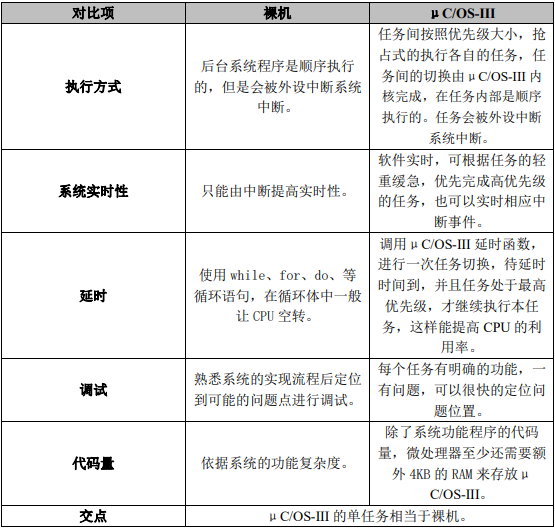 对比项 裸机 μC/OS-III
执行方式
后台系统程序是顺序执行
的，但是会被外设中断系统
中断。
任务间按照优先级大小，抢
占式的执行各自的任务，任
务间的切换由μC/OS-III 内
核完成，在任务内部是顺序
执行的。任务会被外设中断
系统中断。
系统实时性
只能由中断提高实时性。
软件实时，可根据任务的轻
重缓急，优先完成高优先级
的任务，也可以实时相应中
断事件。
延时
使用 while、for、do、等
循环语句，在循环体中一般
让 CPU 空转。
调用μC/OS-III 延时函数，
进行一次任务切换，待延时
时间到，并且任务处于最高
优先级，才继续执行本任
务，这样能提高 CPU 的利
用率。
调试
熟悉系统的实现流程后定位
到可能的问题点进行调试。
每个任务有明确的功能，一
有问题，可以很快的定位问
题位置。
代码量
依据系统的功能复杂度。
除了系统功能程序的代码
量，微处理器至少还需要额
外 4KB 的 RAM 来存放μ
C/OS-III。
交点
μC/OS-III 的单任务相当于裸机。